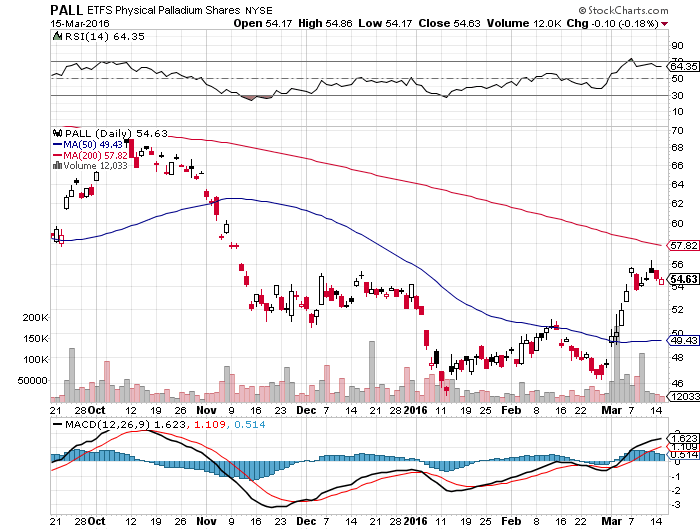 PALL ETFS Physical Palladium Shares NYSE © StockCharts.com
15-Mar-2016 Open 54.17 High 54.86 Low 54.17 Close 54.63 Volume 12.0K Chg -0.10 (-0.18%)
RSI(14) 64.35
90
70
64.35
50
30
10
PALL (Daily) 54.63
MA(50) 49.43
MA(200) 57.82
Volume 12,033
70
68
66
64
62
60
57.82
56
54.63
54
52
50
49.43
48
46
12033
200K
150K
100K
50000
21 28 Oct 12 19 26 Nov 9 16 23 Dec 7 14 21 2016 11 19 25 Feb 8 16 22 Mar 7 14
MACD(12,26,9) 1.623, 1.109, 0.514
1.623
1.109
0.514
0
-1
-2
-3
21 28 Oct 12 19 26 Nov 9 16 23 Dec 7 14 21 2016 11 19 25 Feb 8 16 22 Mar 7 14